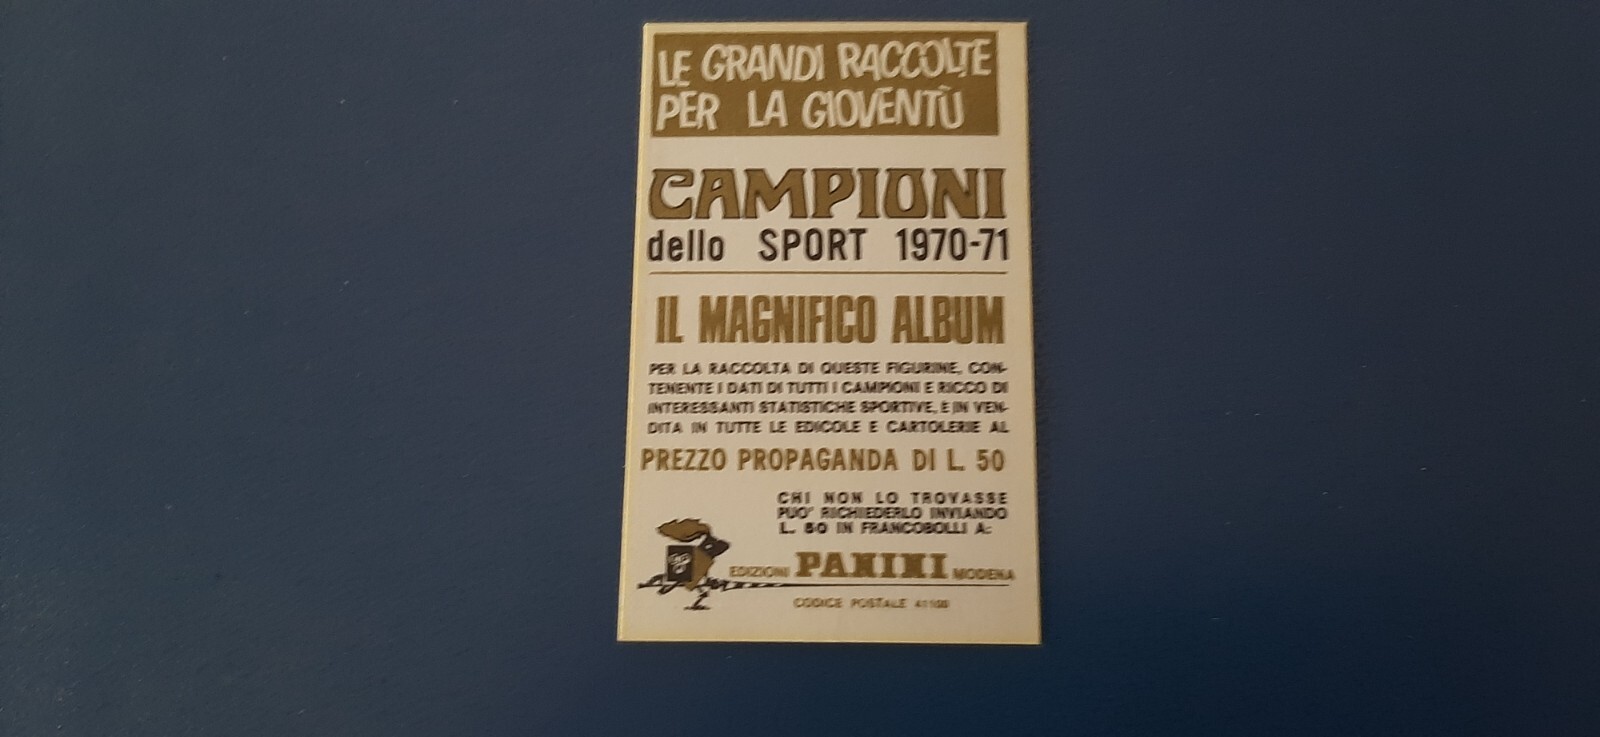 LE GRANDI RACCOLTE
PER LA GIOVENTÙ
CAMPIONI
dello SPORT 1970-71
IL MAGNIFICO ALBUM
PER LA RACCOLTA DI QUESTE FIGURINE, CON-
TENENTE I DATI DI TUTTI I CAMPIONI E RICCO DI
INTERESSANTI STATISTICHE SPORTIVE, È IN VEN-
DITA IN TUTTE LE EDICOLE E CARTOLERIE AL
PREZZO PROPAGANDA DI L. 50
CHI NON LO TROVASSE
PUO' RICHIEDERLO INVIANDO
L. 50 IN FRANCOBOLLI A:
EDIZIONI PANINI MODENA
CODICE POSTALE 41100